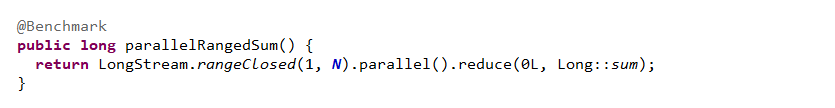 @Benchmark
public long parallelRangedSum() {
  return LongStream.rangeClosed(1, N).parallel().reduce(0L, Long::sum);
}